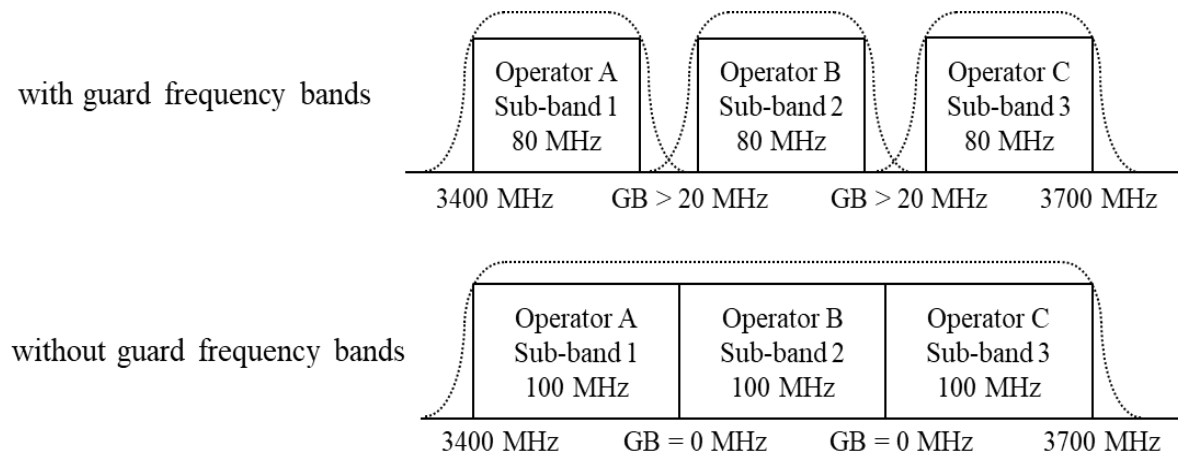 with guard frequency bands
Operator A
Sub-band 1
80 MHz
Operator B
Sub-band 2
80 MHz
Operator C
Sub-band 3
80 MHz
3400 MHz GB > 20 MHz GB > 20 MHz 3700 MHz
without guard frequency bands
Operator A
Sub-band 1
100 MHz
Operator B
Sub-band 2
100 MHz
Operator C
Sub-band 3
100 MHz
3400 MHz GB = 0 MHz GB = 0 MHz 3700 MHz